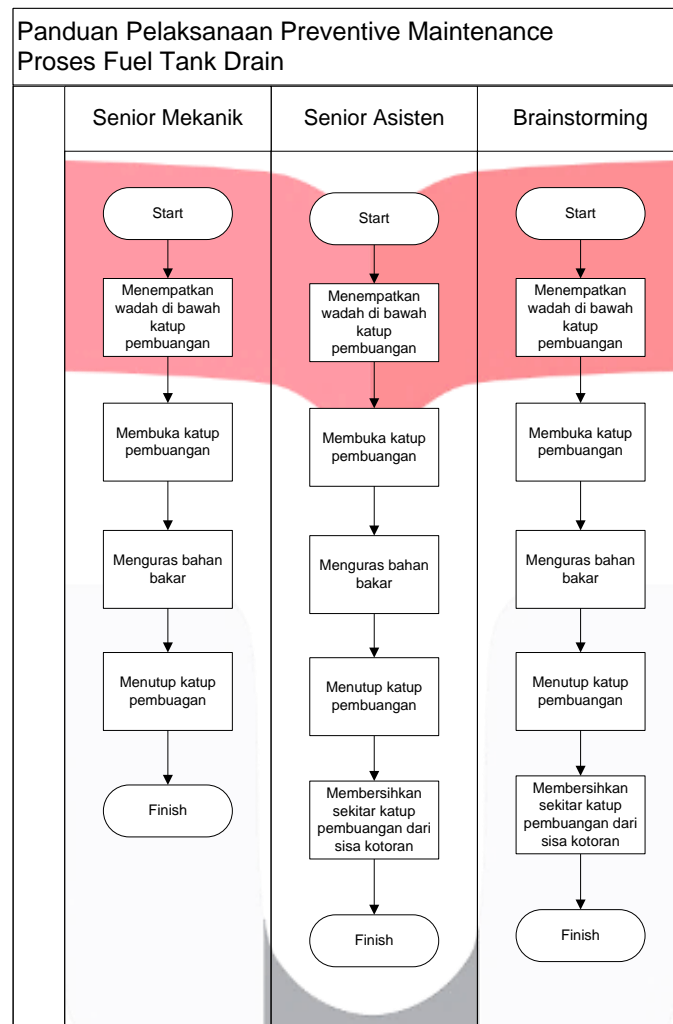 Panduan Pelaksanaan Preventive Maintenance
Proses Fuel Tank Drain
Senior Mekanik
Start
Menempatkan
wadah di bawah
katup
pembuangan
Membuka katup
pembuangan
Menguras bahan
bakar
Menutup katup
pembuagan
Finish
Senior Asisten
Start
Menempatkan
wadah di bawah
katup
pembuangan
Membuka katup
pembuangan
Menguras bahan
bakar
Menutup katup
pembuangan
Membersihkan
sekitar katup
pembuangan dari
sisa kotoran
Finish
Brainstorming
Start
Menempatkan
wadah di bawah
katup
pembuangan
Membuka katup
pembuangan
Menguras bahan
bakar
Menutup katup
pembuangan
Membersihkan
sekitar katup
pembuangan dari
sisa kotoran
Finish